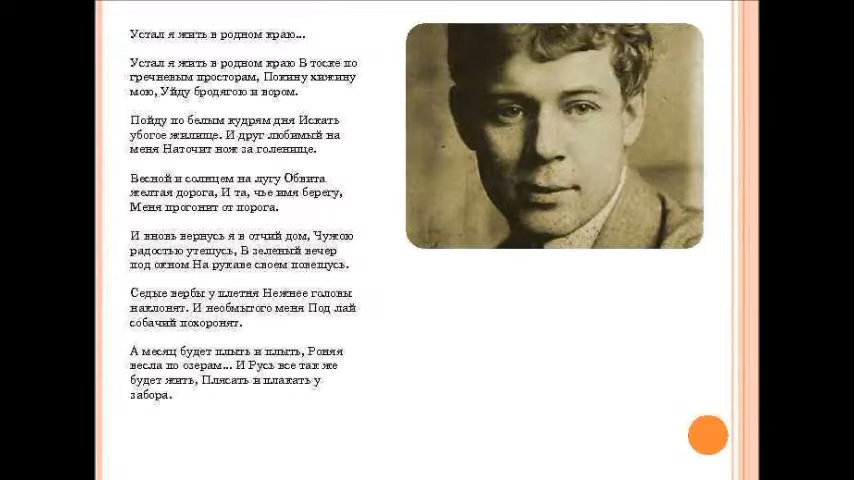 Устал я жить в родном краю...
Устал я жить в родном краю В тоске по
гречневым просторам, Покину хижину
мою, Уйду бродягою и вором.
Пойду по белым кудрям дня Искать
убогое жилище. И друг любимый на
меня Наточит нож за голенище.
Весной и солнцем на лугу Обвита
желтая дорога, И та, чье имя берегу,
Меня прогонит от порога.
И вновь вернусь я в отчий дом, Чужою
радостью утешусь, В зеленый вечер
под окном На рукаве своем повешусь.
Седые вербы у плетня Нежнее головы
наклонят. И необмытого меня Под лай
собачий похоронят.
А месяц будет плыть и плыть, Роняя
весла по озерам... И Русь все так же
будет жить, Плясать и плакать у
забора.